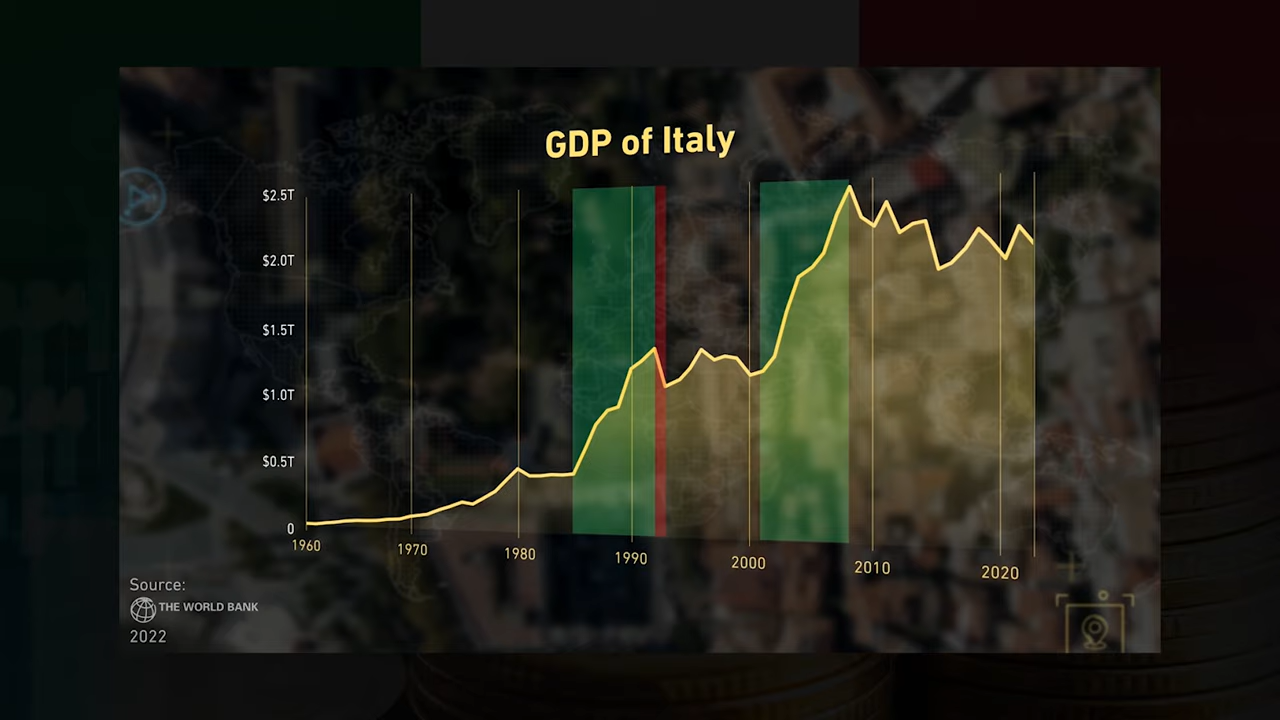 GDP of Italy
$2.5T
$2.0T
$1.5T
$1.0T
$0.5T
0
1960 1970 1980 1990 2000 2010 2020
Source:
THE WORLD BANK
2022